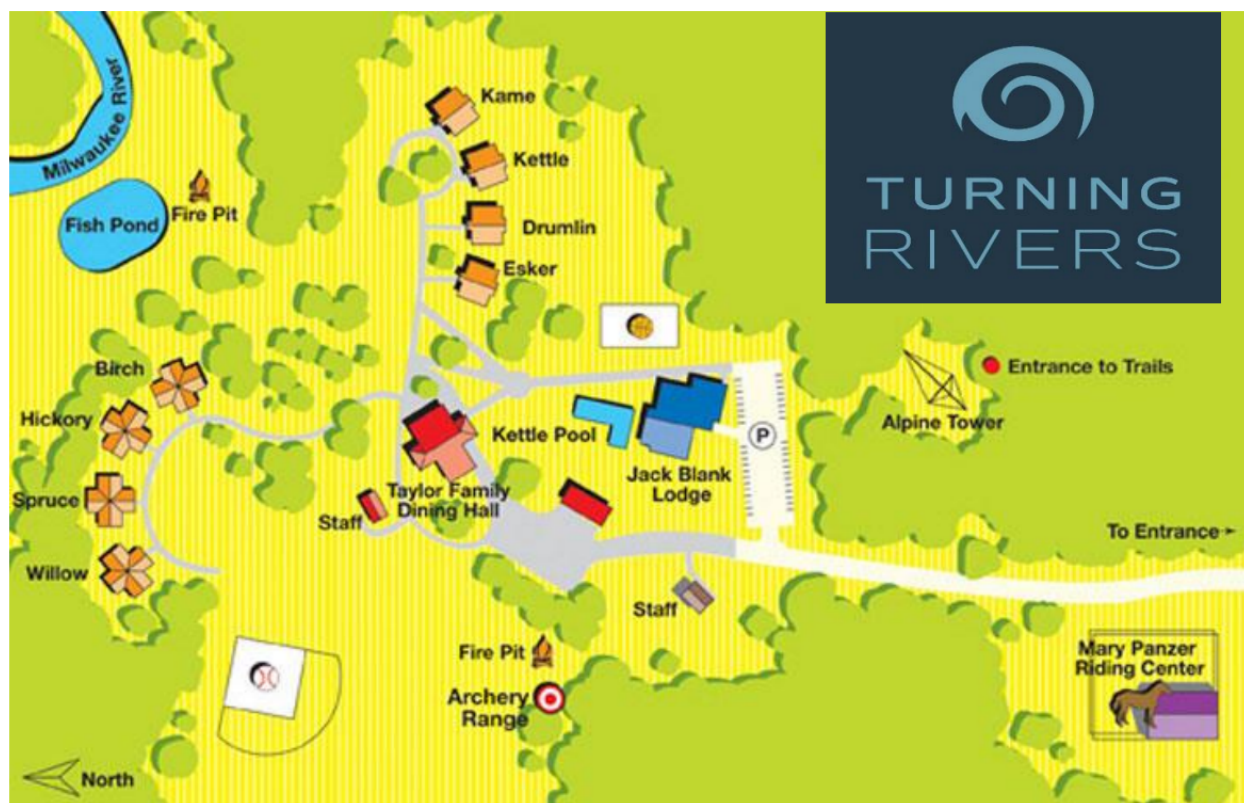 TURNING
RIVERS
Milwaukee River
Kame
Kettle
Fire Pit
Fish Pond
Drumlin
Esker
Birch
Entrance to Trails
Hickory
Alpine Tower
Kettle Pool
P
Jack Blank
Lodge
Spruce
Taylor Family
Dining Hall
Staff
To Entrance
Willow
Staff
Fire Pit
Mary Panzer
Riding Center
Archery
Range
North